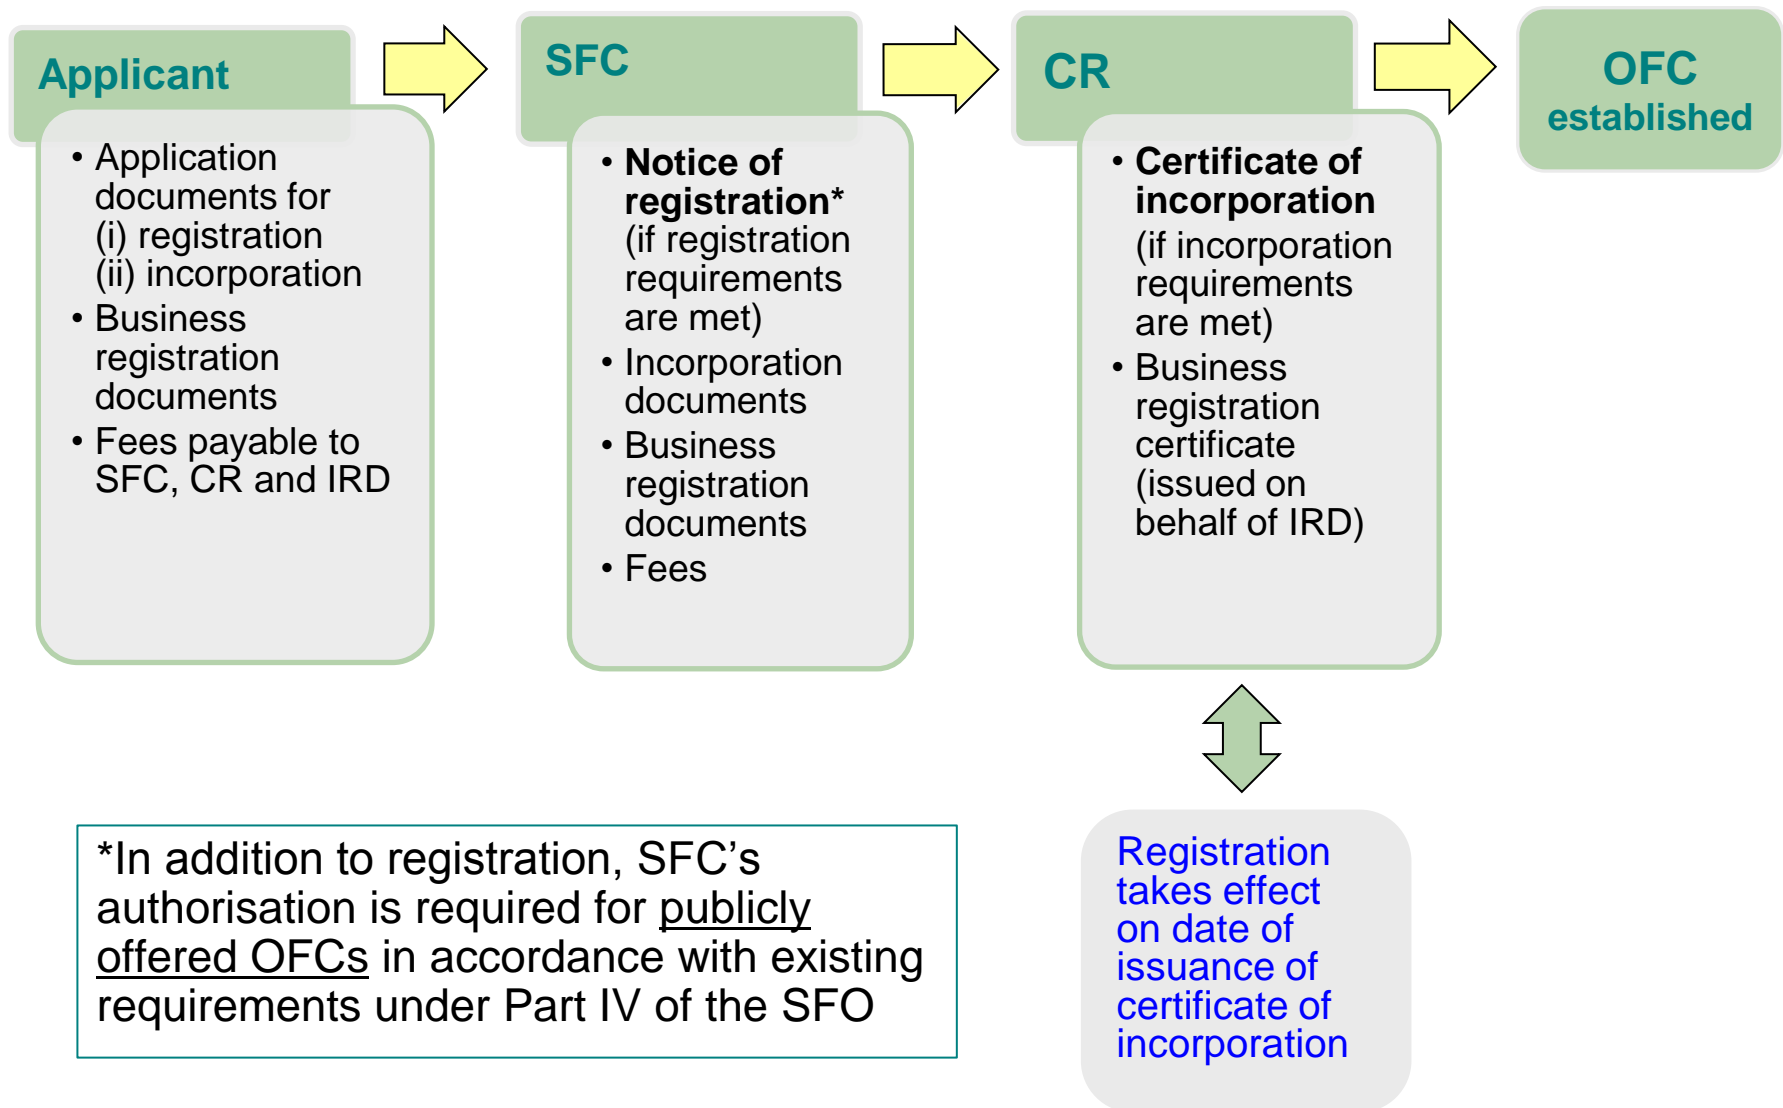 Applicant
• Application
documents for
(i) registration
(ii) incorporation
• Business
registration
documents
• Fees payable to
SFC, CR and IRD
SFC
• Notice of
registration*
(if registration
requirements
are met)
• Incorporation
documents
• Business
registration
documents
• Fees
CR
• Certificate of
incorporation
(if incorporation
requirements
are met)
• Business
registration
certificate
(issued on
behalf of IRD)
OFC
established
*In addition to registration, SFC’s
authorisation is required for publicly
offered OFCs in accordance with existing
requirements under Part IV of the SFO
Registration
takes effect
on date of
issuance of
certificate of
incorporation